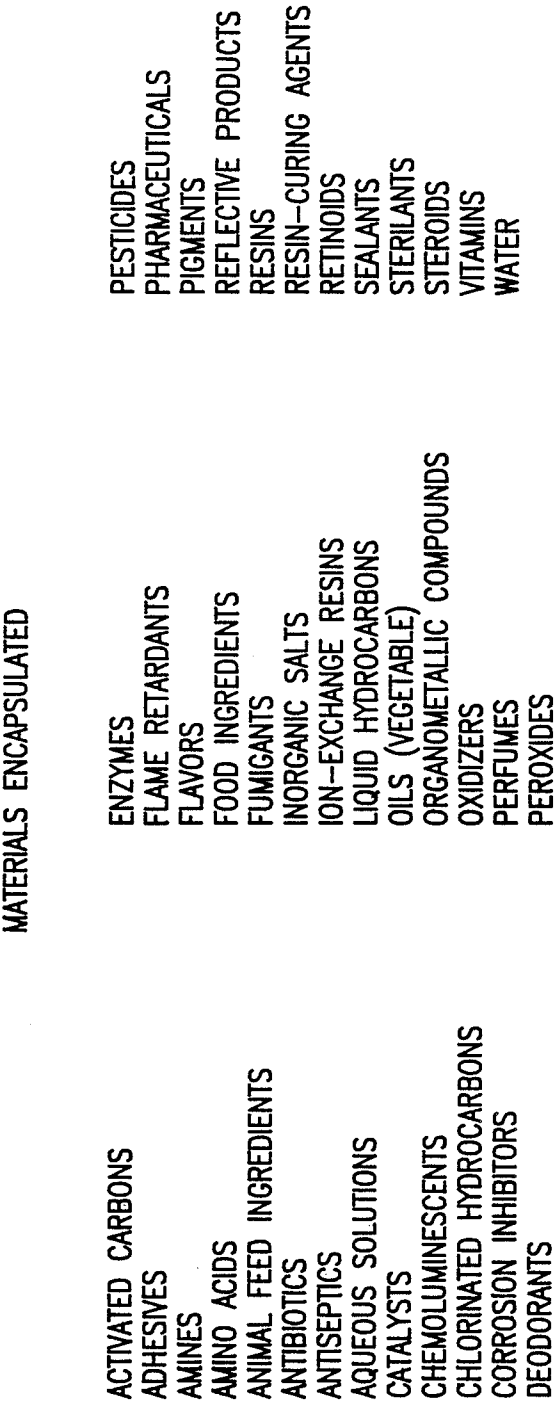 MATERIALS ENCAPSULATED
ACTIVATED CARBONS
ADHESIVES
AMINES
AMINO ACIDS
ANIMAL FEED INGREDIENTS
ANTIBIOTICS
ANTISEPTICS
AQUEOUS SOLUTIONS
CATALYSTS
CHEMOLUMINESCENTS
CHLORINATED HYDROCARBONS
CORROSION INHIBITORS
DEODORANTS
ENZYMES
FLAME RETARDANTS
FLAVORS
FOOD INGREDIENTS
FUMIGANTS
INORGANIC SALTS
ION-EXCHANGE RESINS
LIQUID HYDROCARBONS
OILS (VEGETABLE)
ORGANOMETALLIC COMPOUNDS
OXIDIZERS
PERFUMES
PEROXIDES
PESTICIDES
PHARMACEUTICALS
PIGMENTS
REFLECTIVE PRODUCTS
RESINS
RESIN-CURING AGENTS
RETINOIDS
SEALANTS
STERILANTS
STEROIDS
VITAMINS
WATER